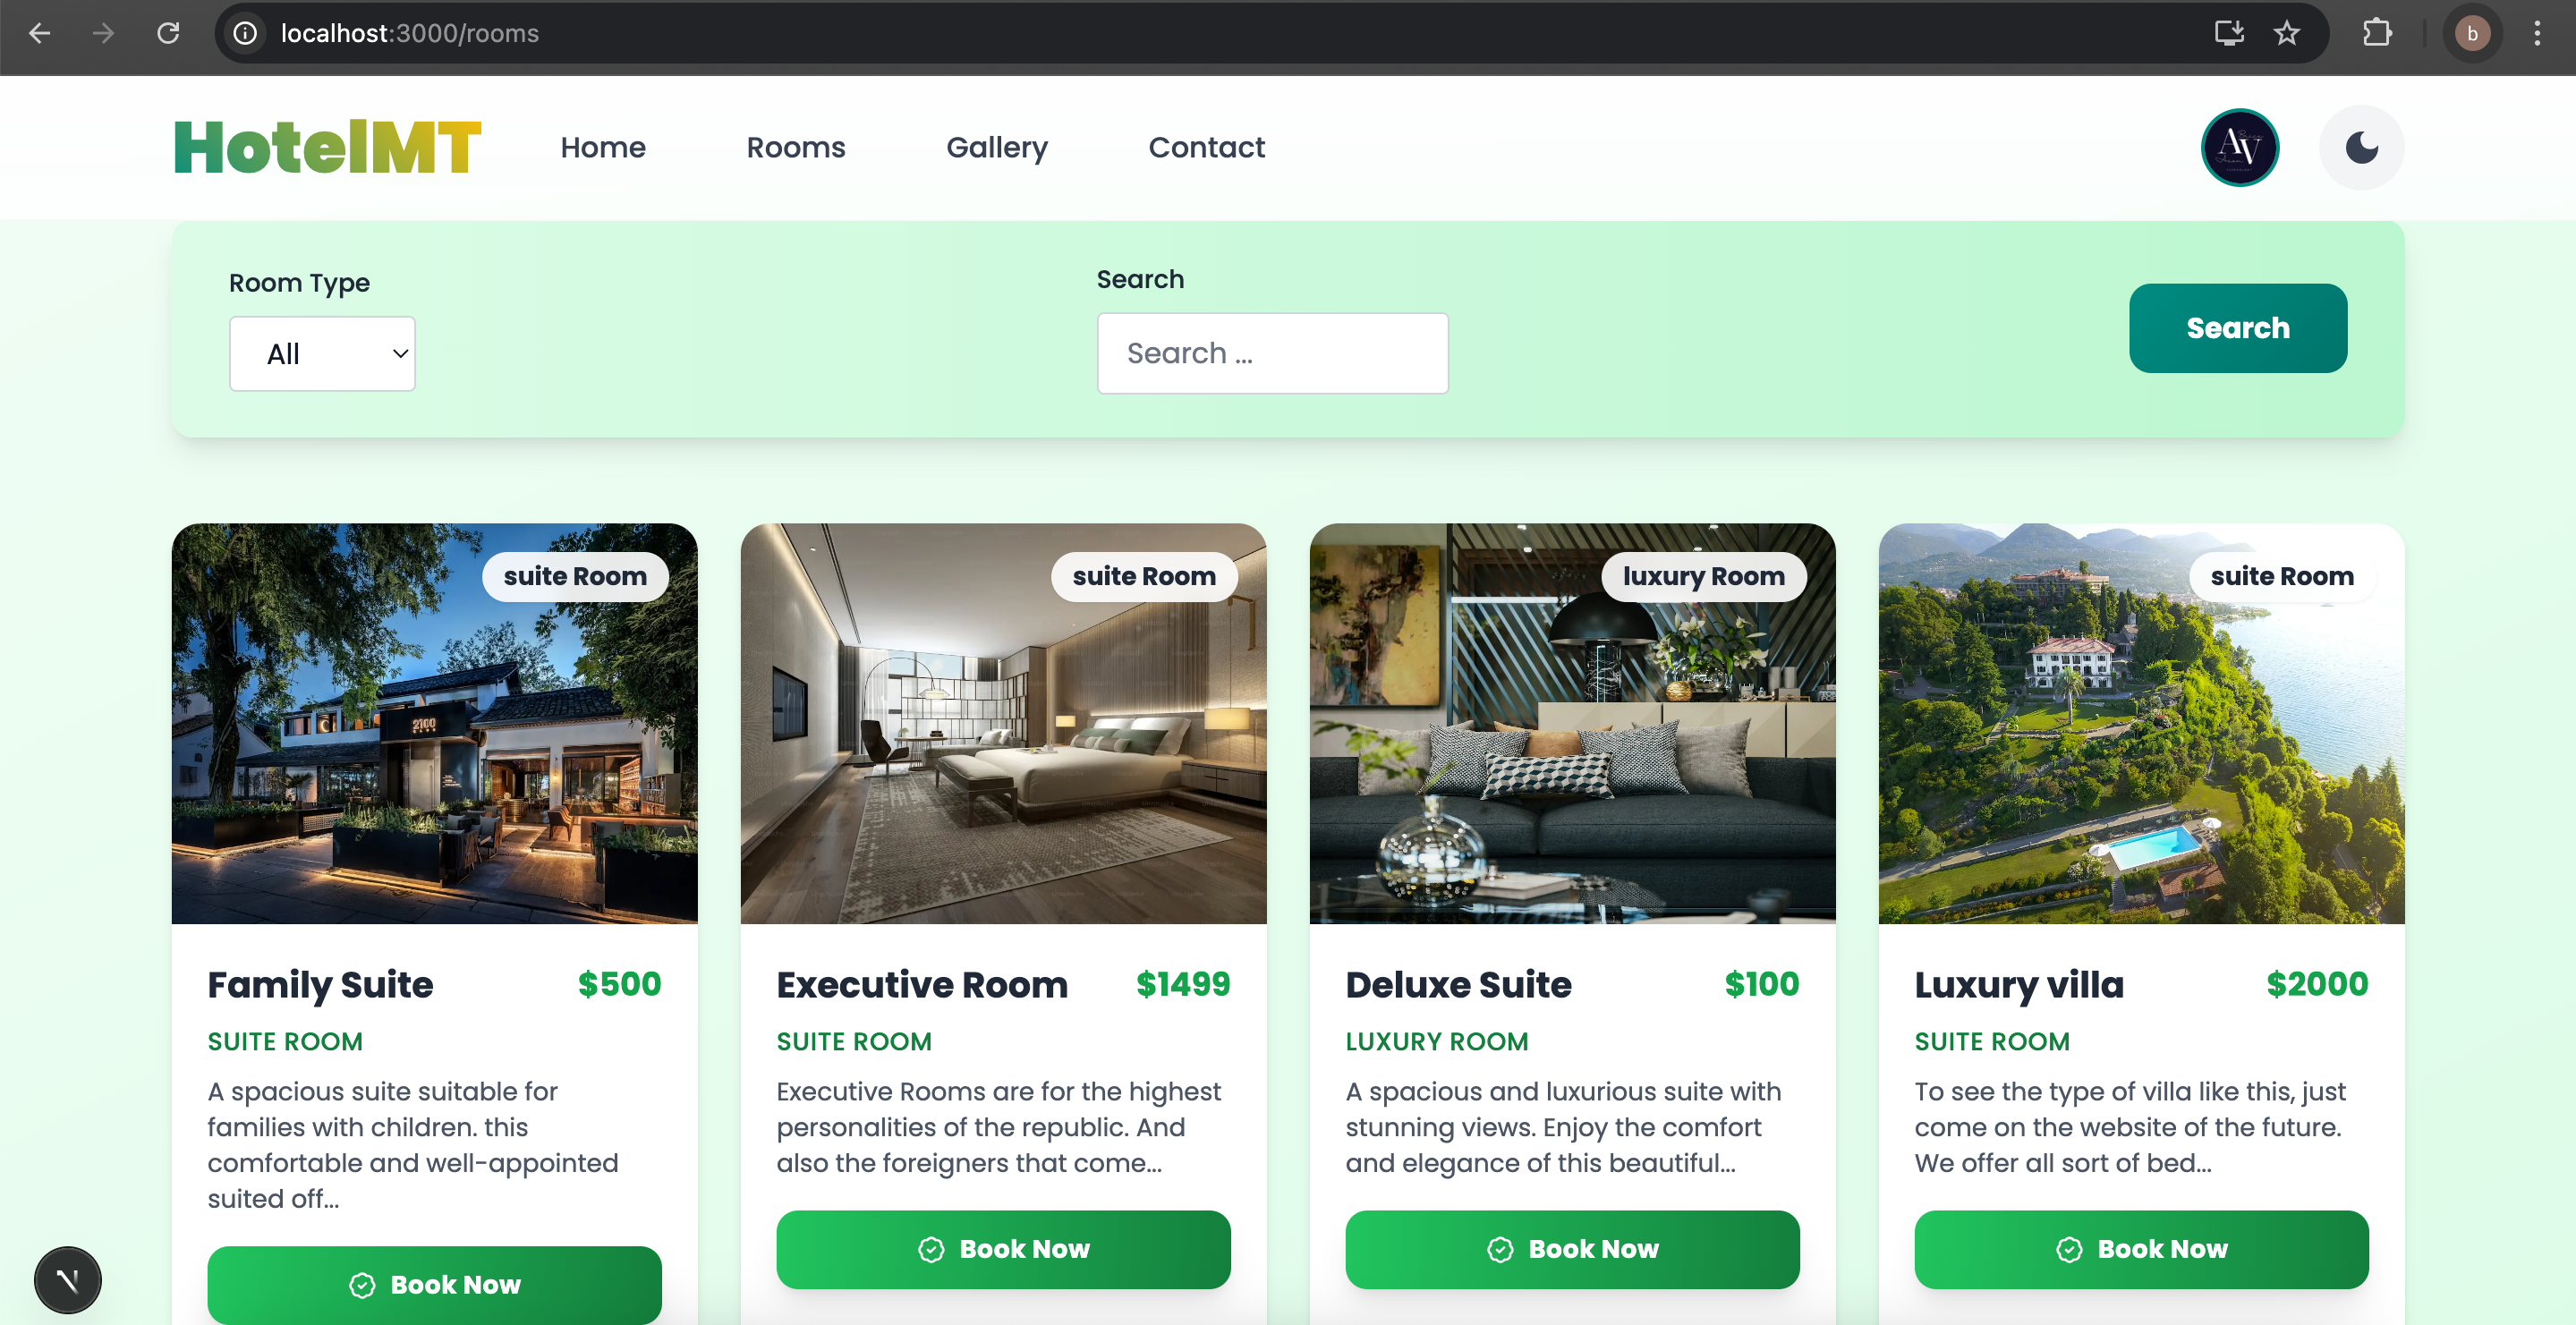 localhost:3000/rooms
b
HotelMT
Home
Rooms
Gallery
Contact
AV
Room Type
All
Search
Search ...
Search
suite Room
suite Room
luxury Room
suite Room
2100
Family Suite
$500
SUITE ROOM
A spacious suite suitable for
families with children. this
comfortable and well-appointed
suited off...
Book Now
Executive Room
$1499
SUITE ROOM
Executive Rooms are for the highest
personalities of the republic. And
also the foreigners that come...
Book Now
Deluxe Suite
$100
LUXURY ROOM
A spacious and luxurious suite with
stunning views. Enjoy the comfort
and elegance of this beautiful...
Book Now
Luxury villa
$2000
SUITE ROOM
To see the type of villa like this, just
come on the website of the future.
We offer all sort of bed...
Book Now
N